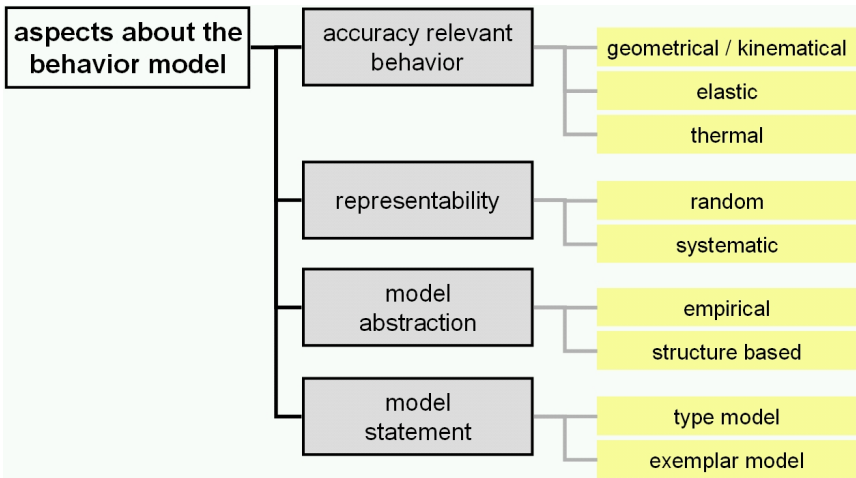 aspects about the
behavior model
accuracy relevant
behavior
geometrical / kinematical
elastic
thermal
representability
random
systematic
model
abstraction
empirical
structure based
model
statement
type model
exemplar model